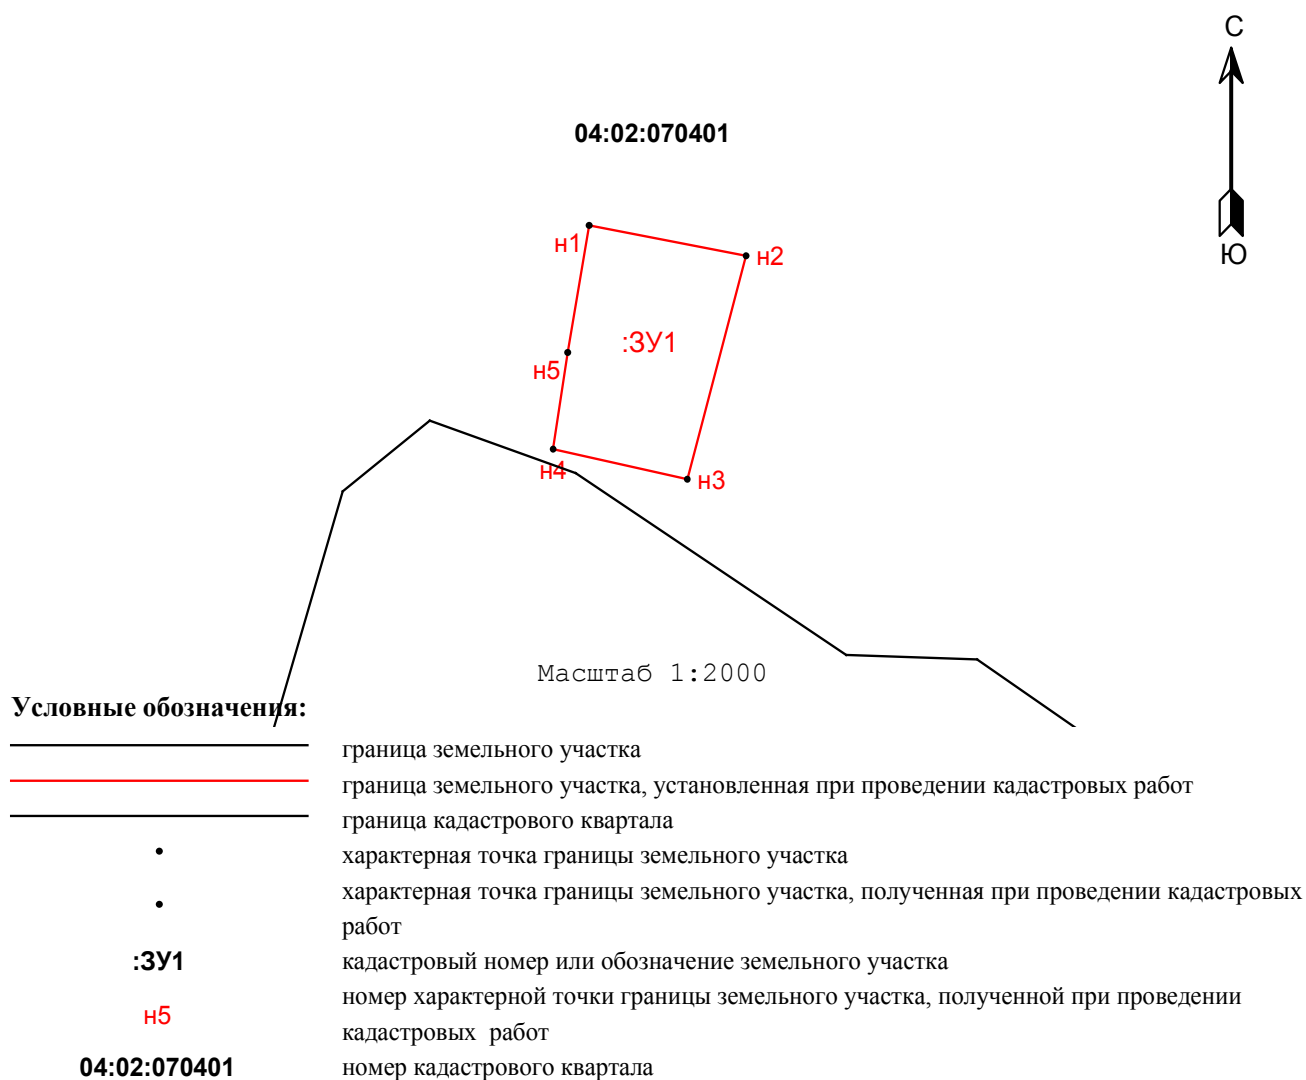 С
04:02:070401
Ю
н1
н2
:ЗУ1
н5
н4
н3
Масштаб 1:2000
Условные обозначения:
граница земельного участка
граница земельного участка, установленная при проведении кадастровых работ
граница кадастрового квартала
характерная точка границы земельного участка
характерная точка границы земельного участка, полученная при проведении кадастровых
работ
:ЗУ1 кадастровый номер или обозначение земельного участка
н5 номер характерной точки границы земельного участка, полученной при проведении
кадастровых работ
04:02:070401 номер кадастрового квартала